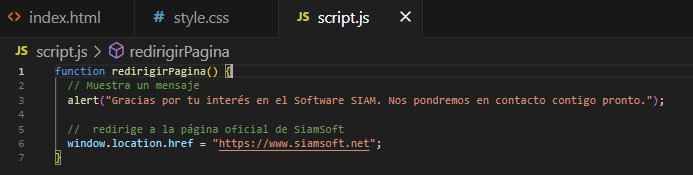 index.html # style.css JS script.js
JS script.js > redirigirPagina
1 function redirigirPagina() {
2 // Muestra un mensaje
3 alert("Gracias por tu interés en el Software SIAM. Nos pondremos en contacto contigo pronto.");
4
5 //  redirige a la página oficial de SiamSoft
6 window.location.href = "https://www.siamsoft.net";
7 }